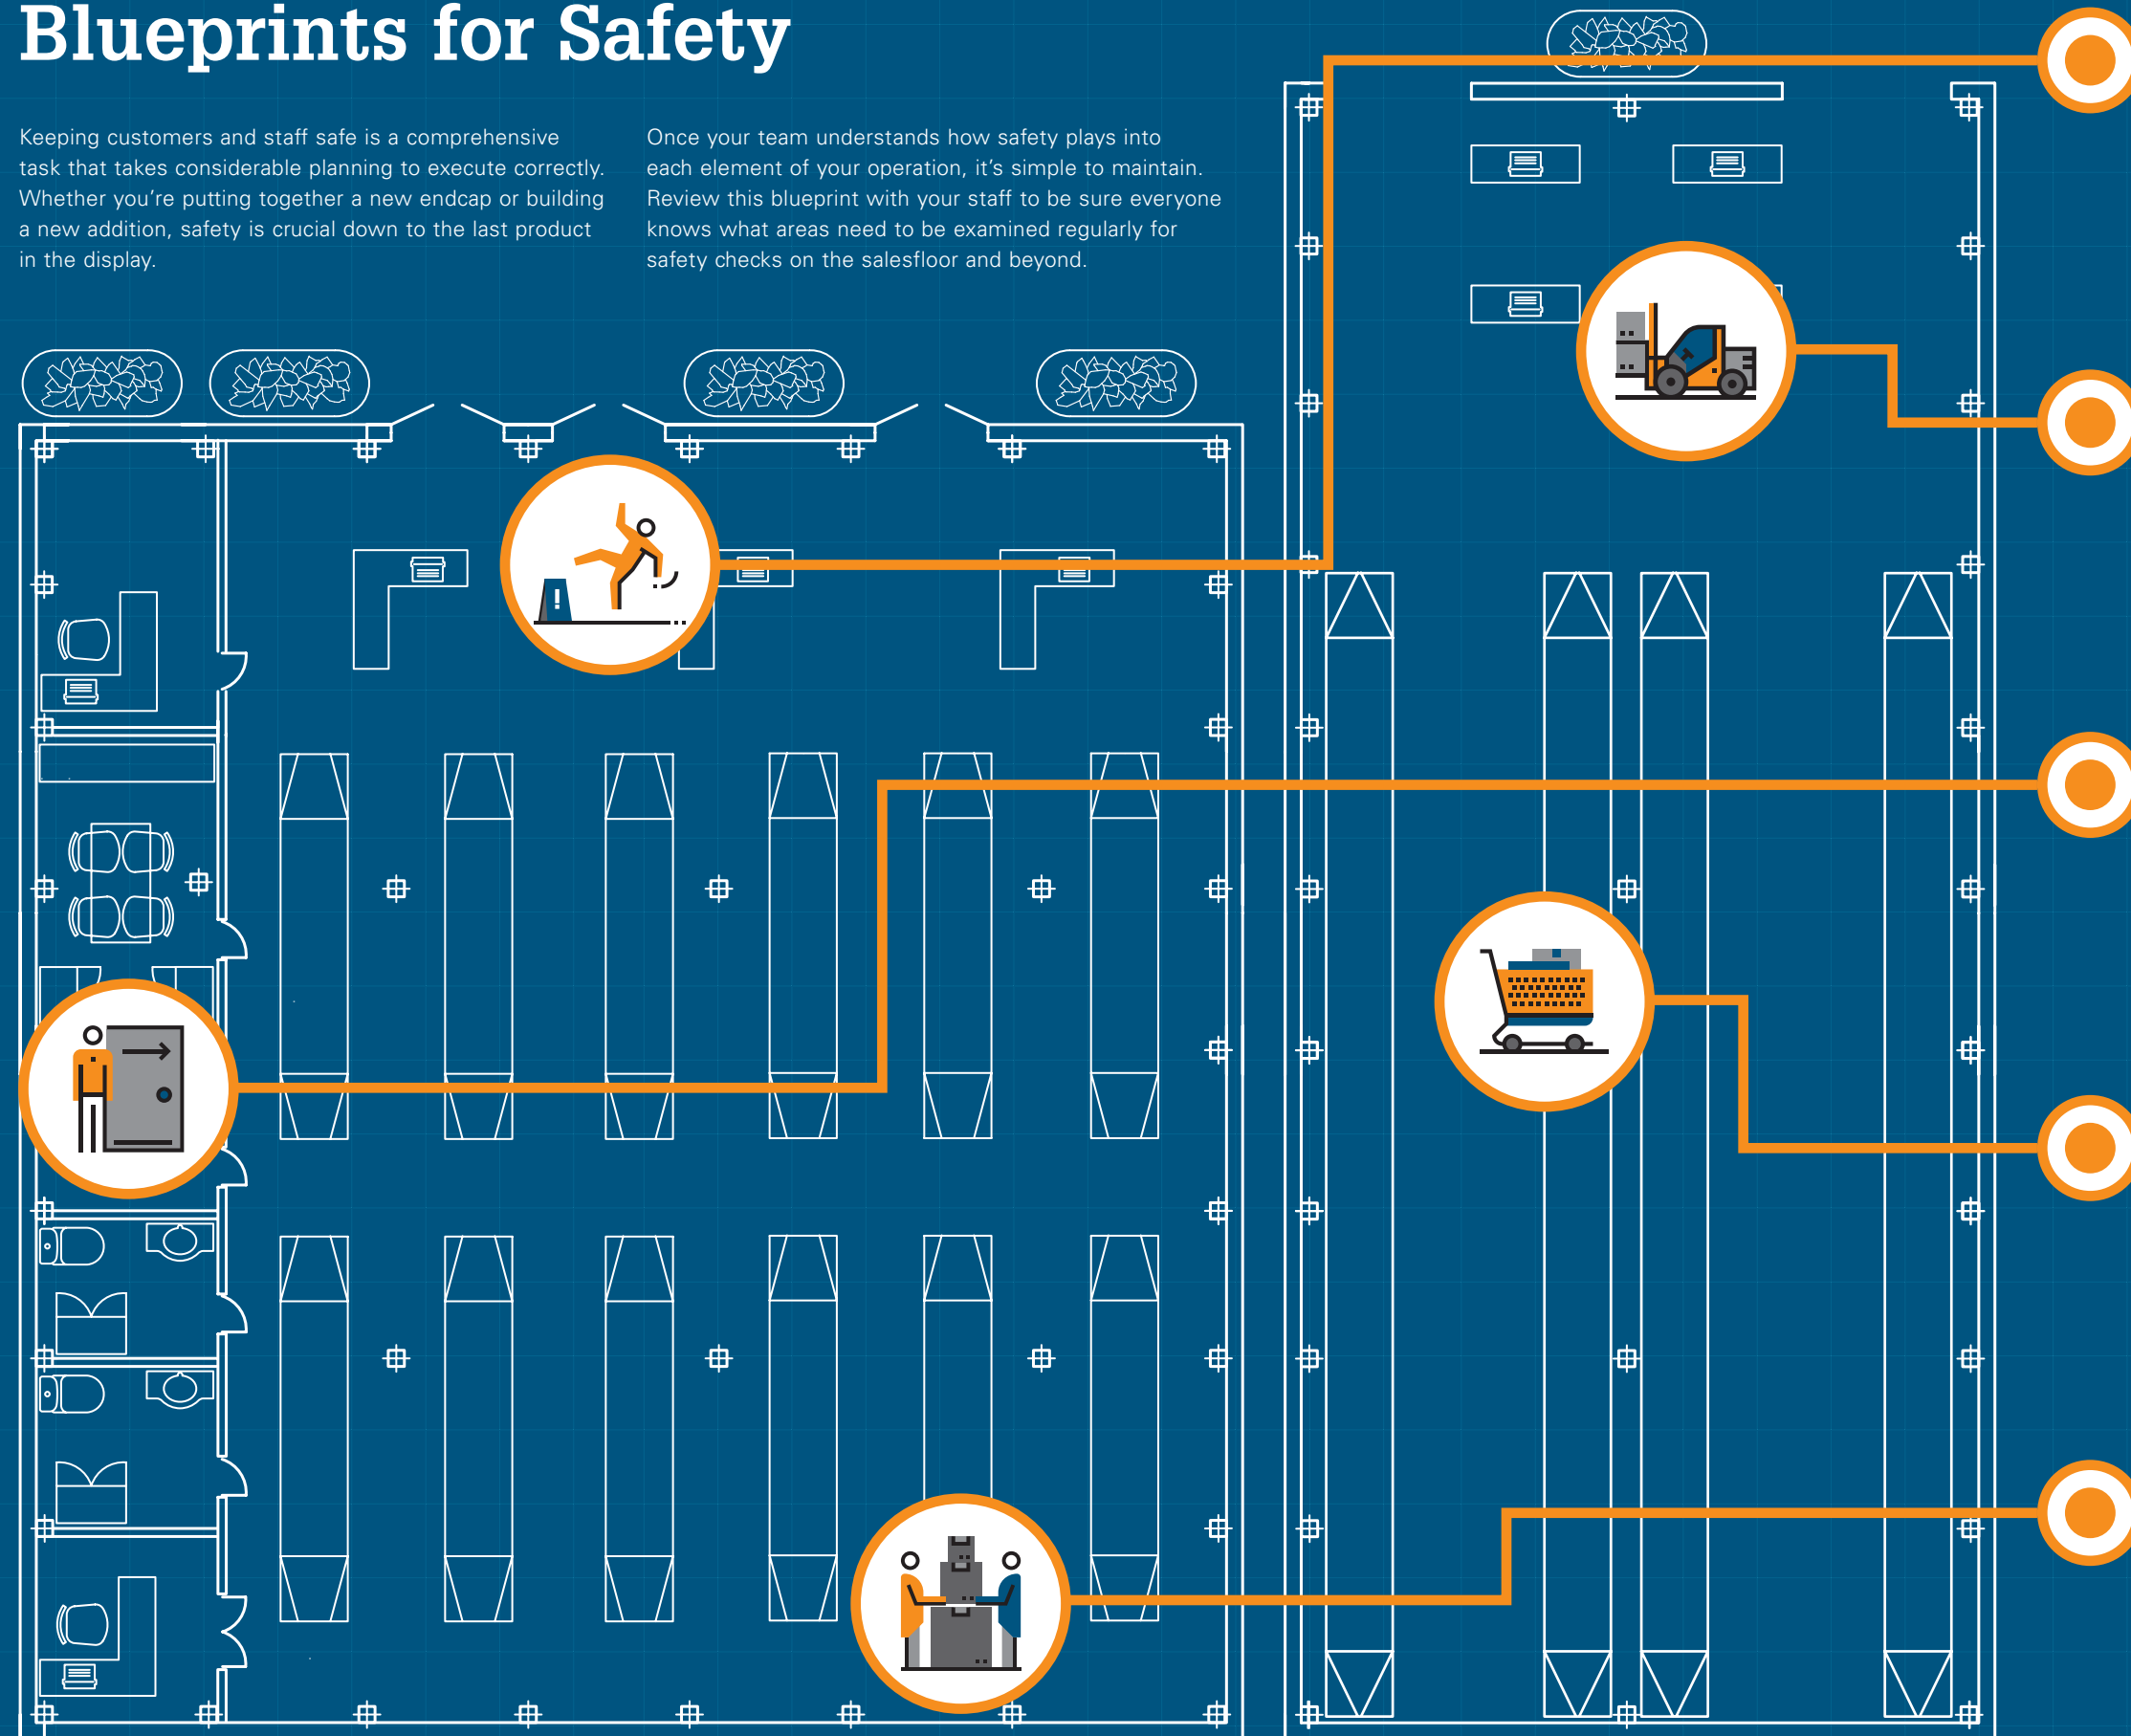 Blueprints for Safety
Keeping customers and staff safe is a comprehensive
task that takes considerable planning to execute correctly.
Whether you're putting together a new endcap or building
a new addition, safety is crucial down to the last product
in the display.
Once your team understands how safety plays into
each element of your operation, it's simple to maintain.
Review this blueprint with your staff to be sure everyone
knows what areas need to be examined regularly for
safety checks on the salesfloor and beyond.
!